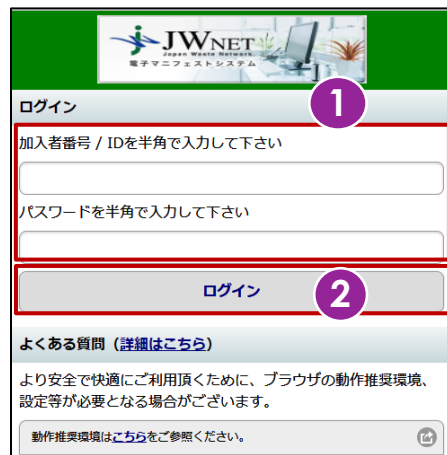 JWNET
Japan Waste Network
電子マニフェストシステム
ログイン
1
加入者番号 / IDを半角で入力して下さい
パスワードを半角で入力して下さい
ログイン
2
よくある質問（詳細はこちら）
より安全で快適にご利用頂くために、ブラウザの動作推奨環境、
設定等が必要となる場合がございます。
動作推奨環境はこちらをご参照ください。